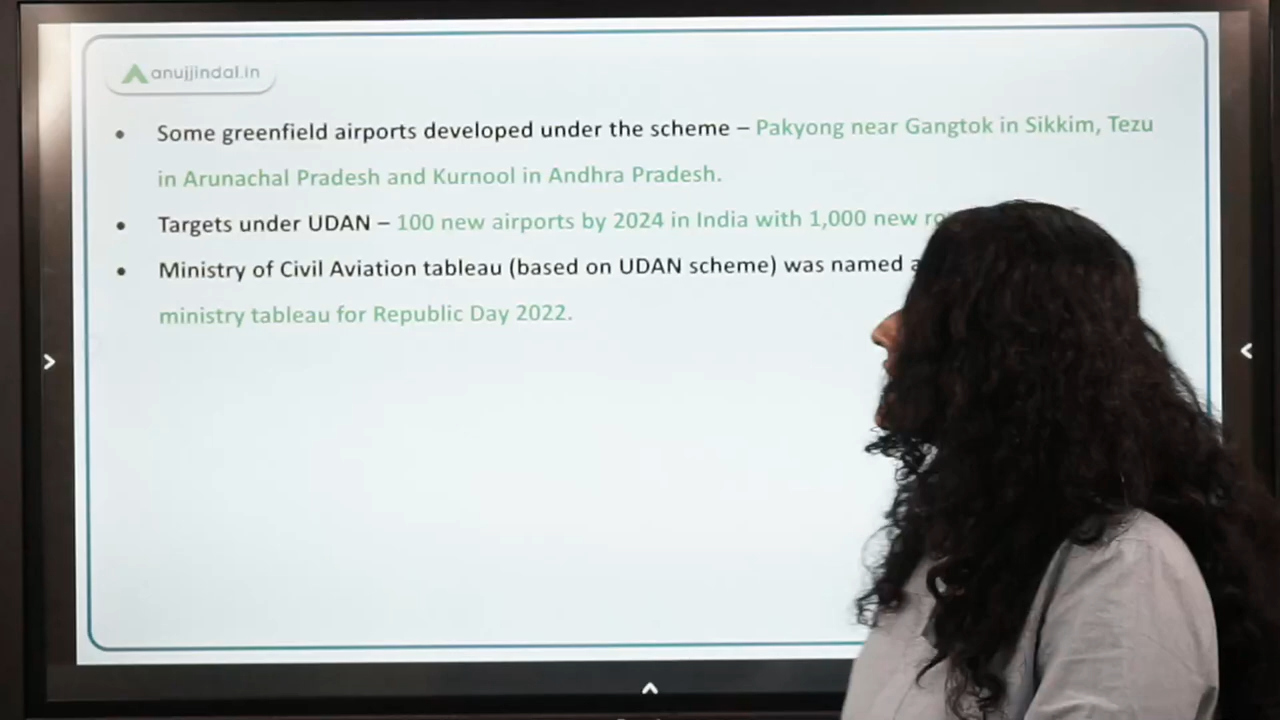 anujjindal.in
Some greenfield airports developed under the scheme – Pakyong near Gangtok in Sikkim, Tezu
in Arunachal Pradesh and Kurnool in Andhra Pradesh.
Targets under UDAN – 100 new airports by 2024 in India with 1,000 new
Ministry of Civil Aviation tableau (based on UDAN scheme) was named
ministry tableau for Republic Day 2022.